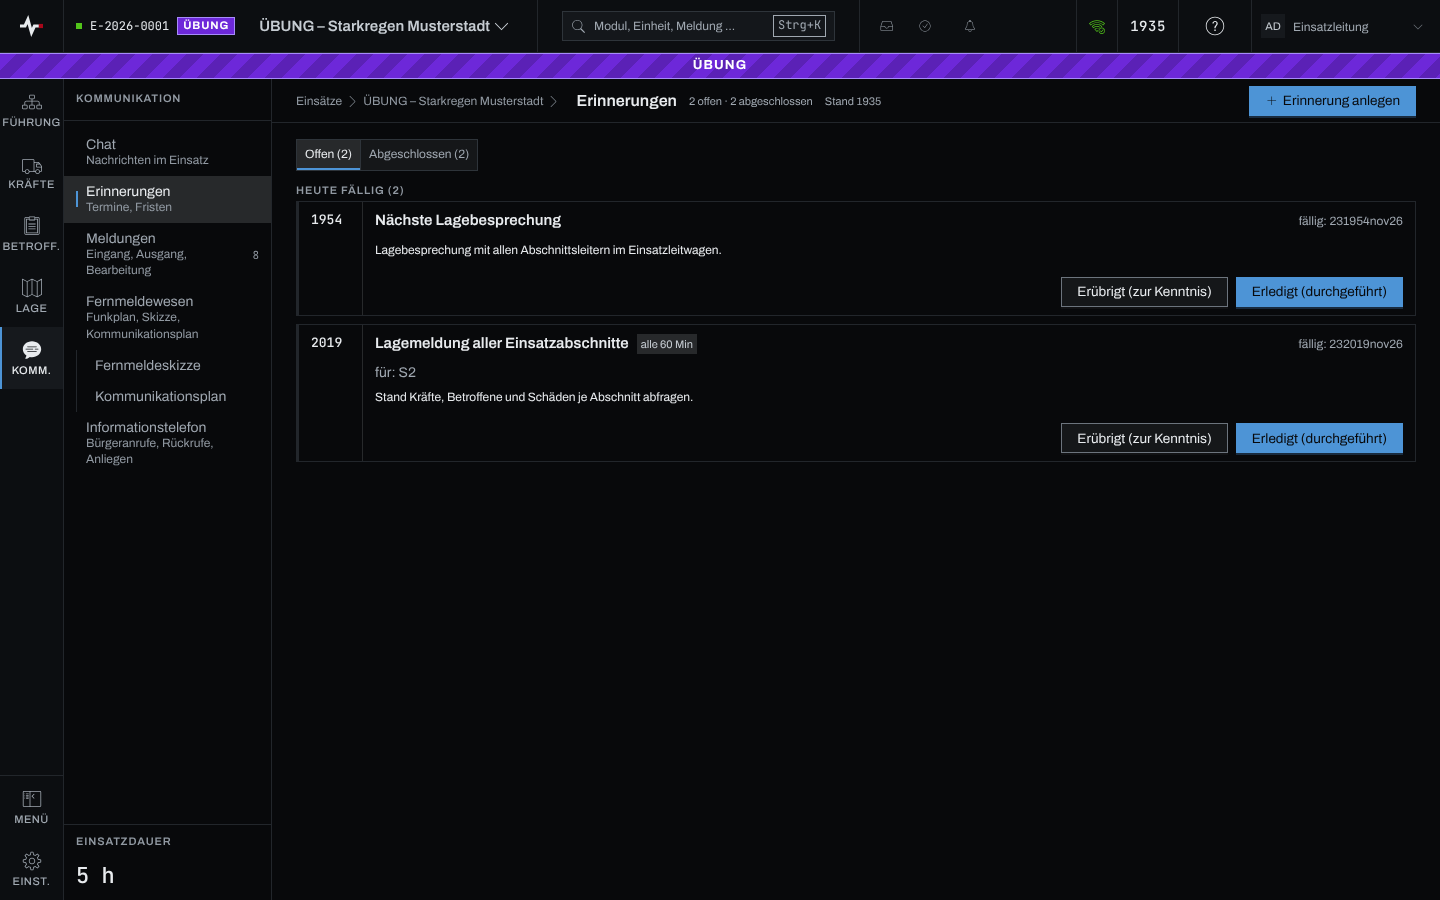 E-2026-0001 ÜBUNG ÜBUNG – Starkregen Musterstadt
Modul, Einheit, Meldung ... Strg+K
1935
?
AD Einsatzleitung
ÜBUNG
FÜHRUNG
KRÄFTE
BETROFF.
LAGE
KOMM.
MENÜ
EINST.
KOMMUNIKATION
Chat
Nachrichten im Einsatz
Erinnerungen
Termine, Fristen
Meldungen
Eingang, Ausgang,
Bearbeitung
8
Fernmeldewesen
Funkplan, Skizze,
Kommunikationsplan
Fernmeldeskizze
Kommunikationsplan
Informationstelefon
Bürgeranrufe, Rückrufe,
Anliegen
EINSATZDAUER
5 h
Einsätze ÜBUNG – Starkregen Musterstadt Erinnerungen 2 offen · 2 abgeschlossen Stand 1935
+ Erinnerung anlegen
Offen (2) Abgeschlossen (2)
HEUTE FÄLLIG (2)
1954 Nächste Lagebesprechung fällig: 231954nov26
Lagebesprechung mit allen Abschnittsleitern im Einsatzleitwagen.
Erübrigt (zur Kenntnis) Erledigt (durchgeführt)
2019 Lagemeldung aller Einsatzabschnitte alle 60 Min fällig: 232019nov26
für: S2
Stand Kräfte, Betroffene und Schäden je Abschnitt abfragen.
Erübrigt (zur Kenntnis) Erledigt (durchgeführt)